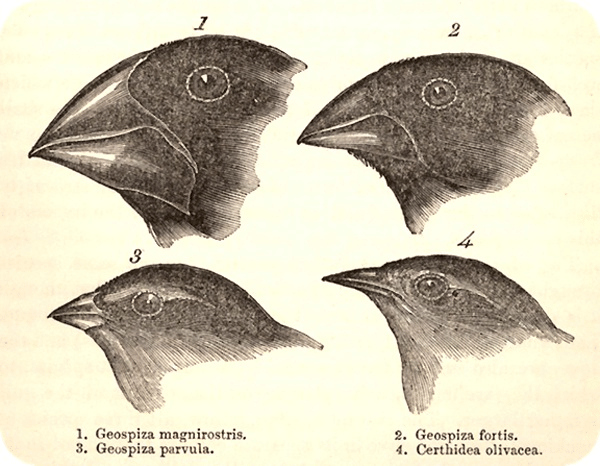 1 2
3 4
1. Geospiza magnirostris. 2. Geospiza fortis.
3. Geospiza parvula. 4. Certhidea olivacea.